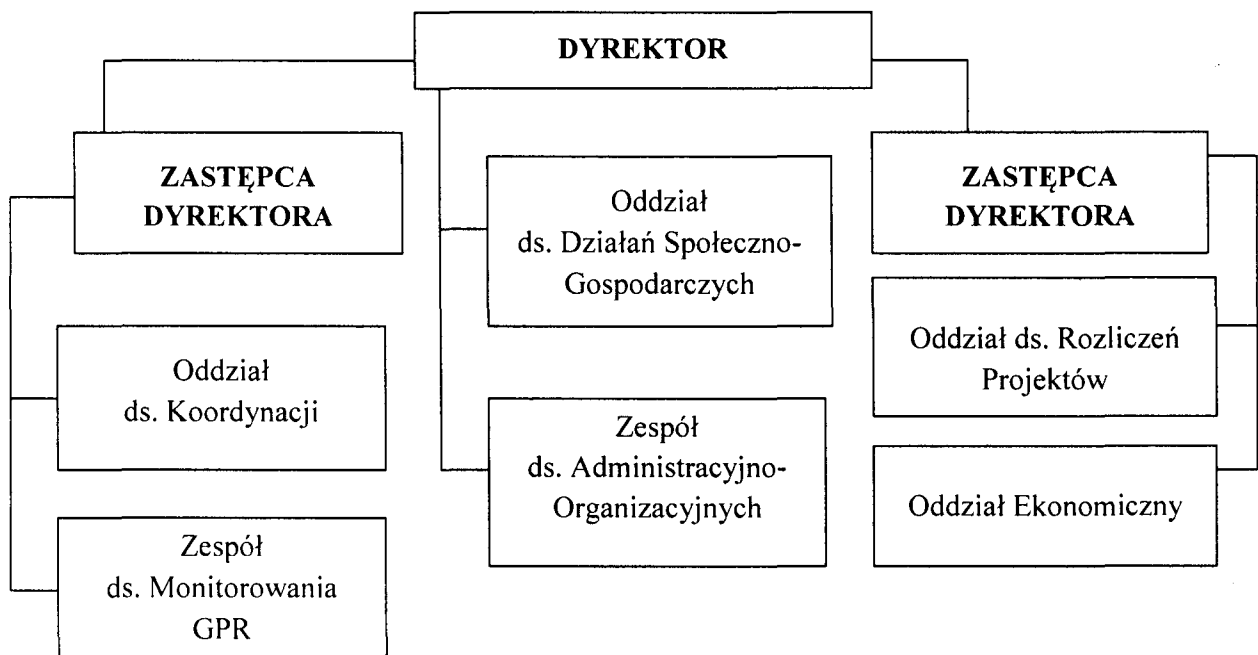 DYREKTOR
ZASTĘPCA
DYREKTORA
Oddział
ds. Koordynacji
Zespół
ds. Monitorowania
GPR
Oddział
ds. Działań Społeczno-
Gospodarczych
Zespół
ds. Administracyjno-
Organizacyjnych
ZASTĘPCA
DYREKTORA
Oddział ds. Rozliczeń
Projektów
Oddział Ekonomiczny